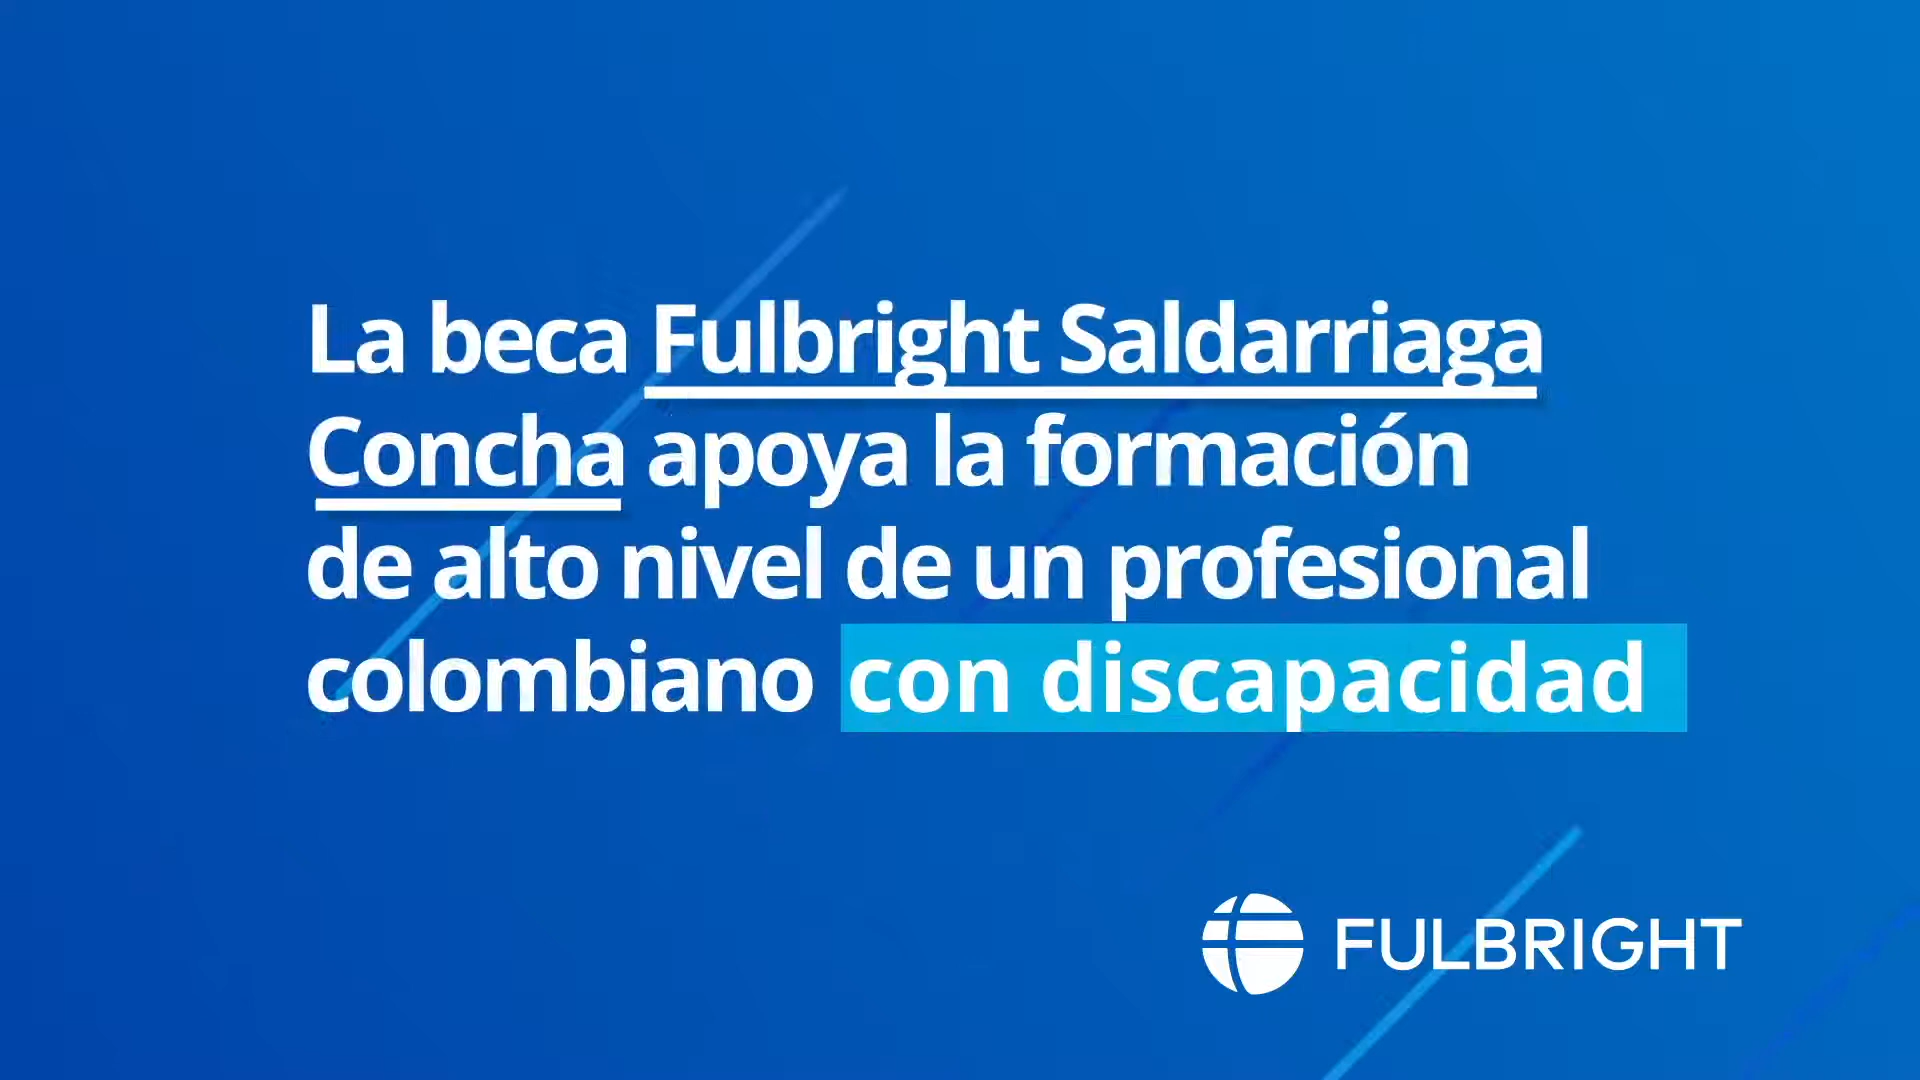 La beca Fulbright Saldarriaga
Concha apoya la formación
de alto nivel de un profesional
colombiano con discapacidad
FULBRIGHT